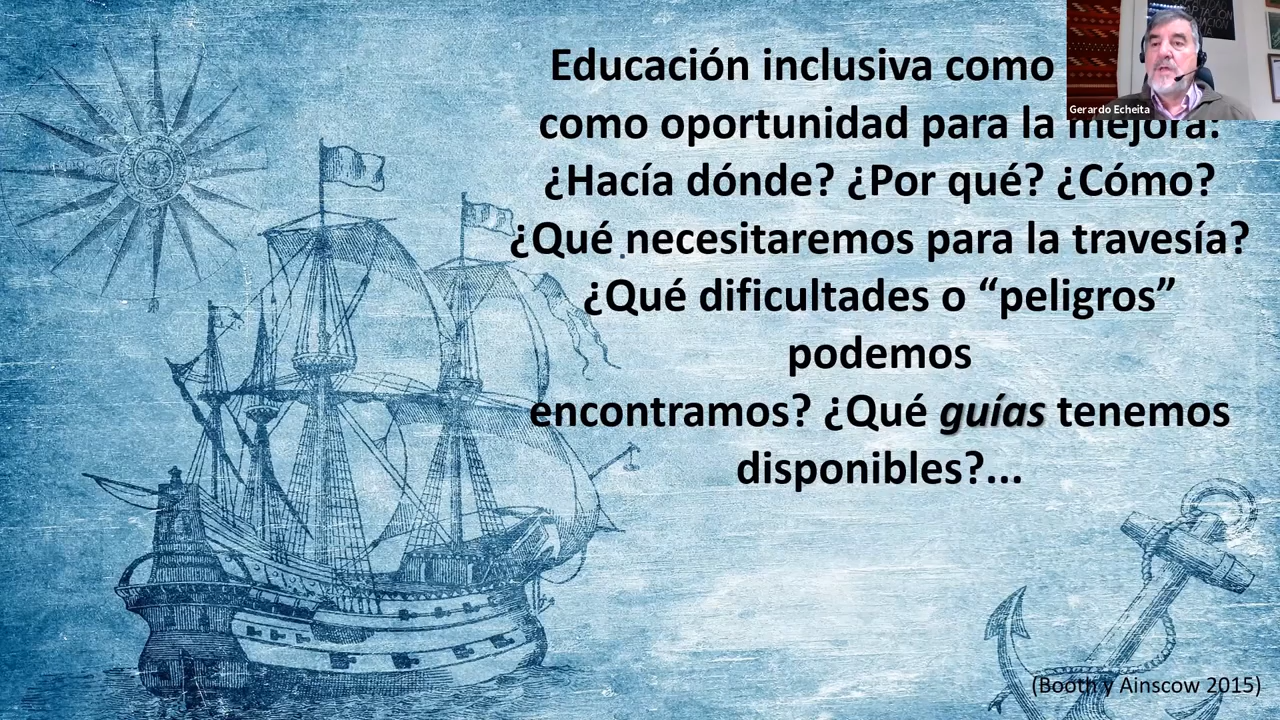 Educación inclusiva como
como oportunidad para la mejora:
¿Hacía dónde? ¿Por qué? ¿Cómo?
¿Qué necesitaremos para la travesía?
¿Qué dificultades o “peligros”
podemos
encontramos? ¿Qué guías tenemos
disponibles?...
Gerardo Echeita
(Booth y Ainscow 2015)